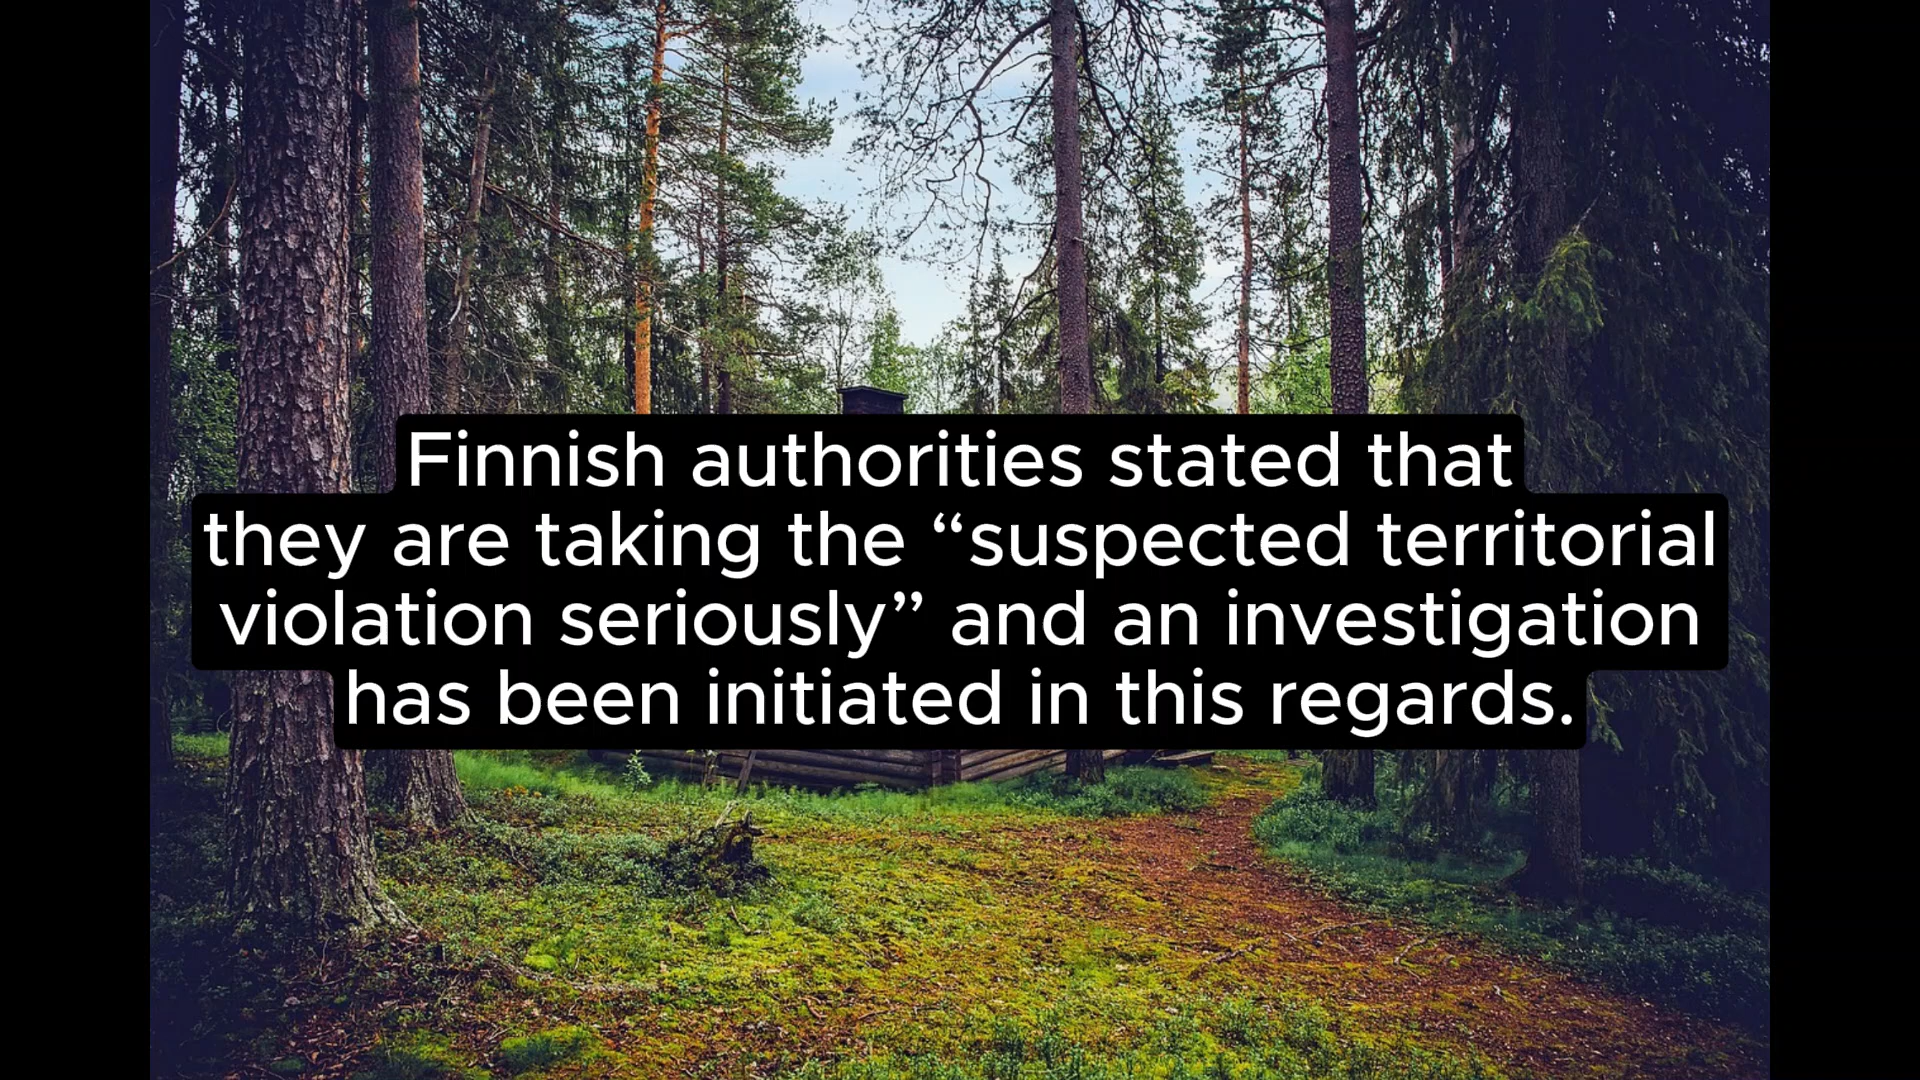 Finnish authorities stated that
they are taking the “suspected territorial
violation seriously” and an investigation
has been initiated in this regards.